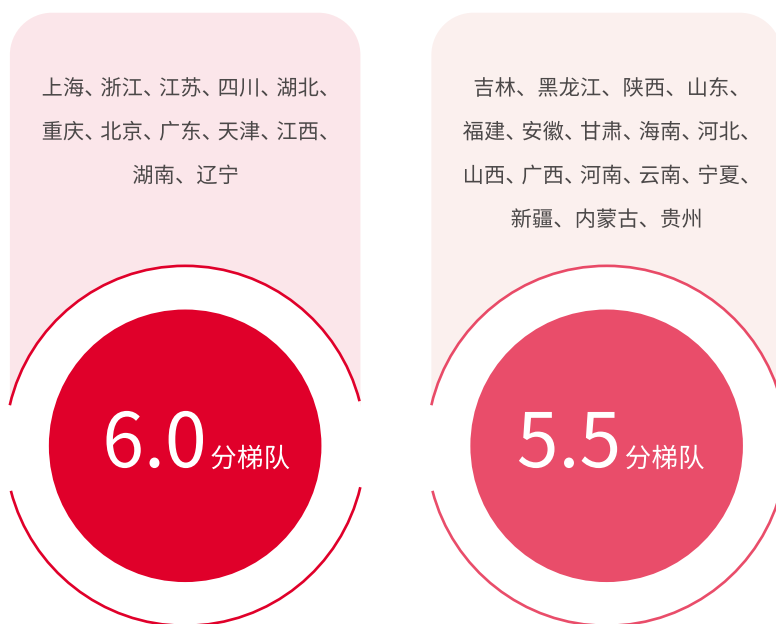 上海、浙江、江苏、四川、湖北、
重庆、北京、广东、天津、江西、
湖南、辽宁
6.0分梯队
吉林、黑龙江、陕西、山东、
福建、安徽、甘肃、海南、河北、
山西、广西、河南、云南、宁夏、
新疆、内蒙古、贵州
5.5分梯队